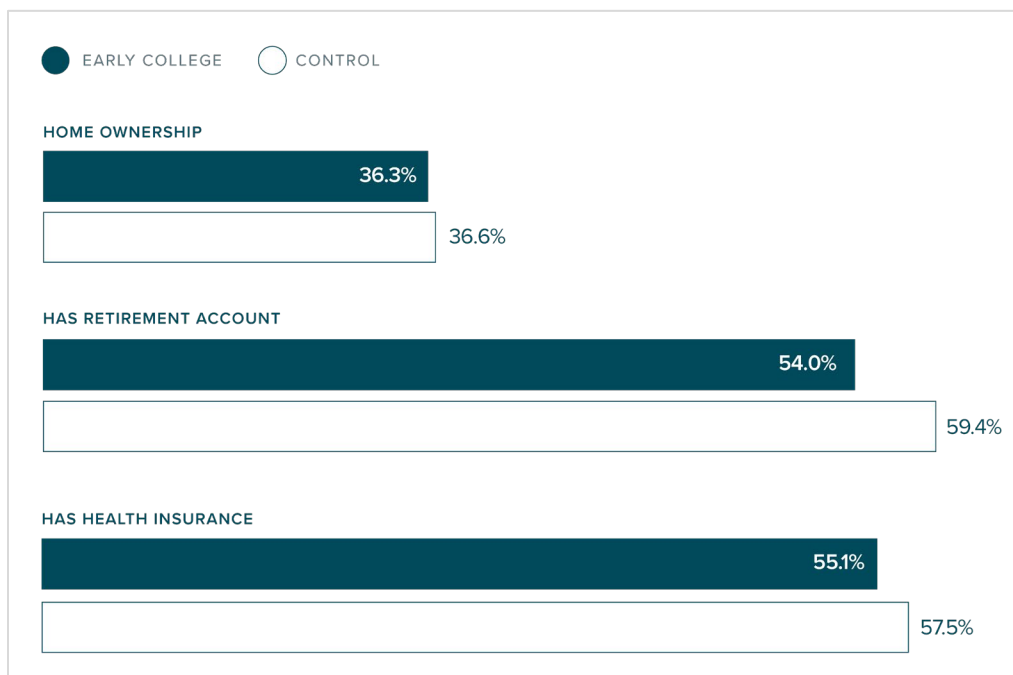 EARLY COLLEGE CONTROL
HOME OWNERSHIP
36.3%
36.6%
HAS RETIREMENT ACCOUNT
54.0%
59.4%
HAS HEALTH INSURANCE
55.1%
57.5%